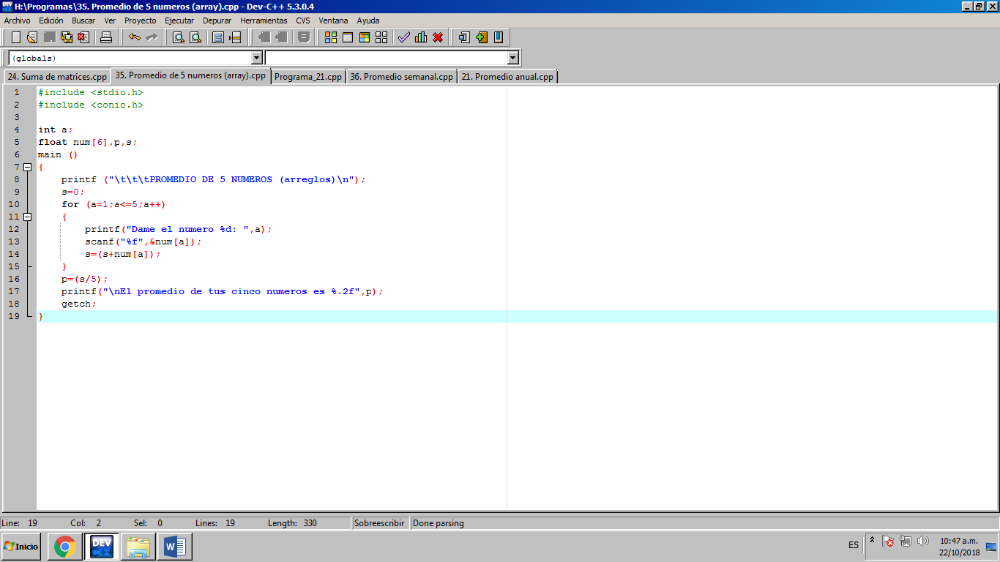 H:\Programas\35. Promedio de 5 numeros (array).cpp - Dev-C++ 5.3.0.4
Archivo Edición Buscar Ver Proyecto Ejecutar Debug Herramientas CVS Ventana Ayuda
(globals)
24. Suma de matrices.cpp 35. Promedio de 5 numeros (array).cpp Programa_21.cpp 36. Promedio semanal.cpp 21. Promedio anual.cpp
1 #include <stdio.h>
2 #include <conio.h>
3
4 int a;
5 float num[6],p,s;
6 main ()
7 {
8 printf ("\t\t\tPROMEDIO DE 5 NUMEROS (arreglos)\n");
9 s=0;
10 for (a=1;a<=5;a++)
11 {
12 printf("Dame el numero %d: ",a);
13 scanf("%f",&num[a]);
14 s=(s+num[a]);
15 }
16 p=(s/5);
17 printf("\nEl promedio de tus cinco numeros es %.2f",p);
18 getch;
19 }
Line: 19 Col: 2 Sel: 0 Lines: 19 Length: 330 Sobreescribir Done parsing
Inicio DEV C++ W ES 10:47 a.m.
22/10/2018